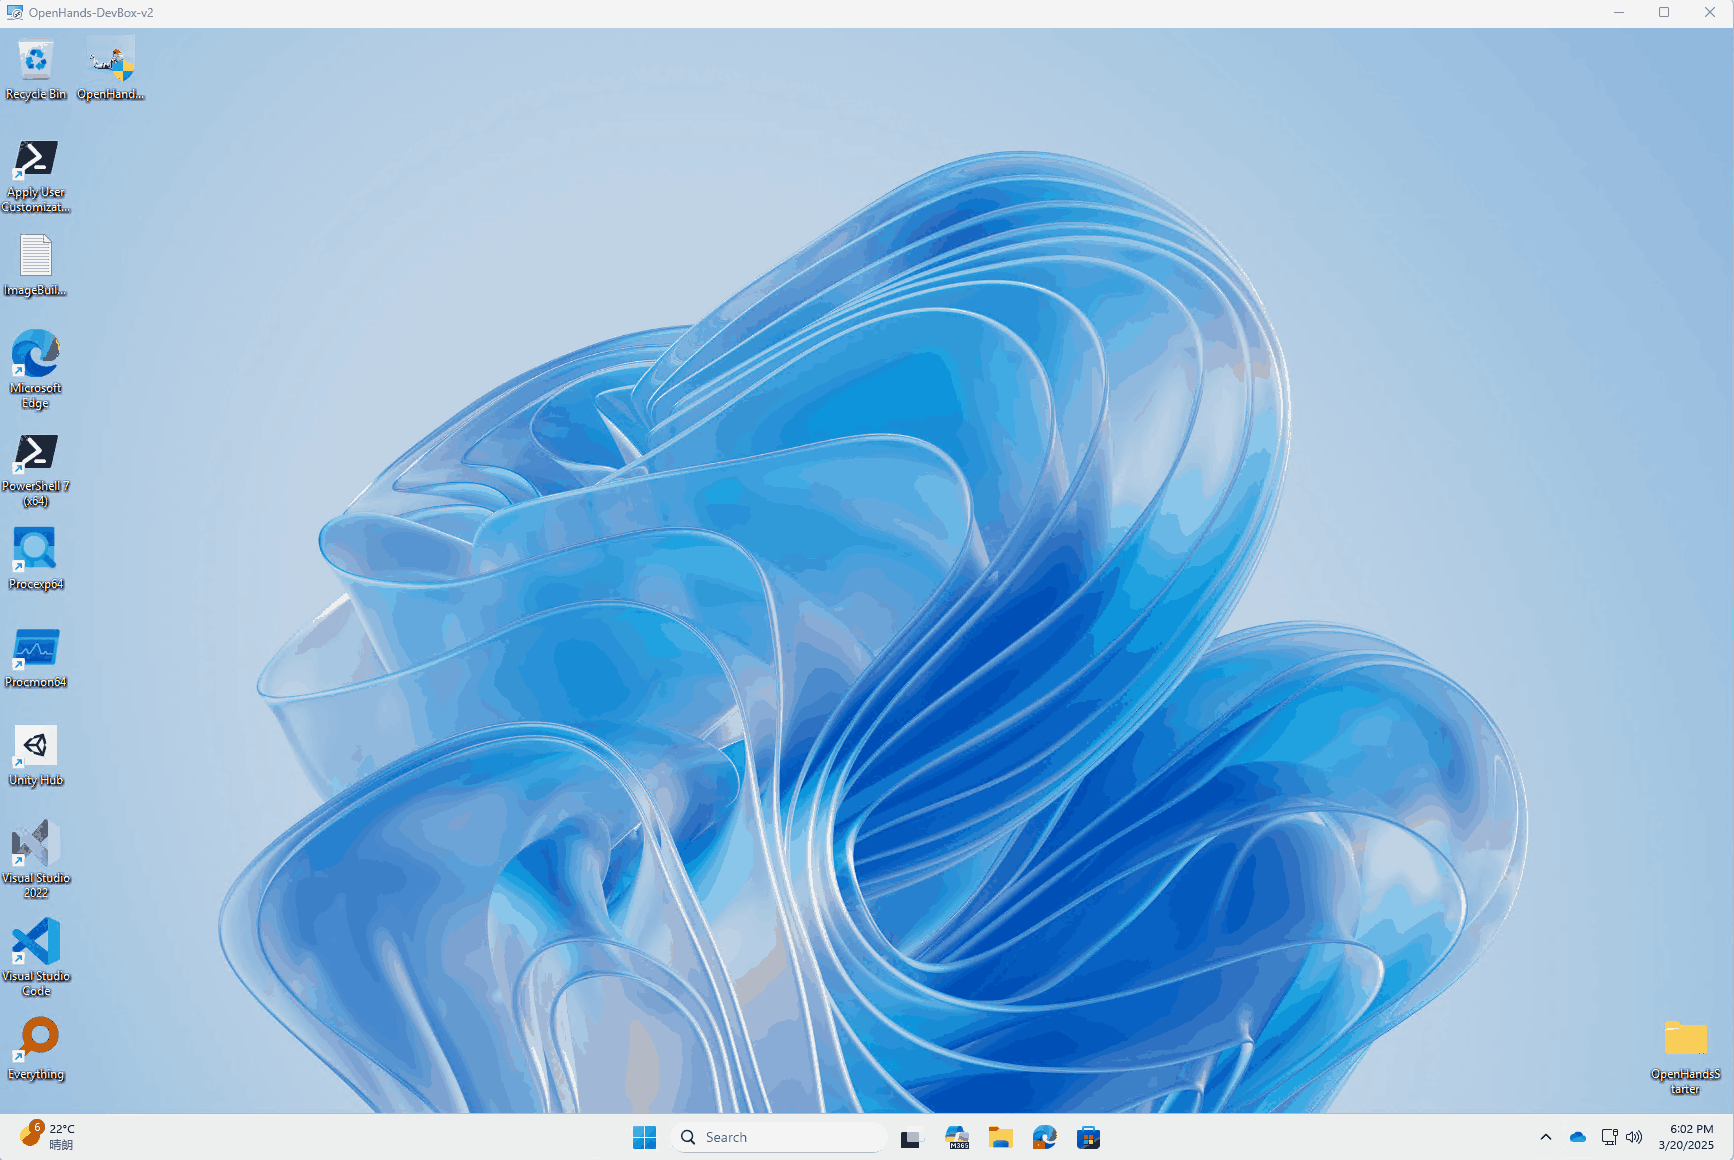 OpenHands-DevBox-v2
Recycle Bin
OpenHand...
Apply User
Customizat...
ImageBuil...
Microsoft
Edge
PowerShell 7
(x64)
Procexp64
Procmon64
Unity Hub
Visual Studio
2022
Visual Studio
Code
Everything
OpenHandsS
tarter
6
22°C
晴朗
Search
M365
6:02 PM
3/20/2025